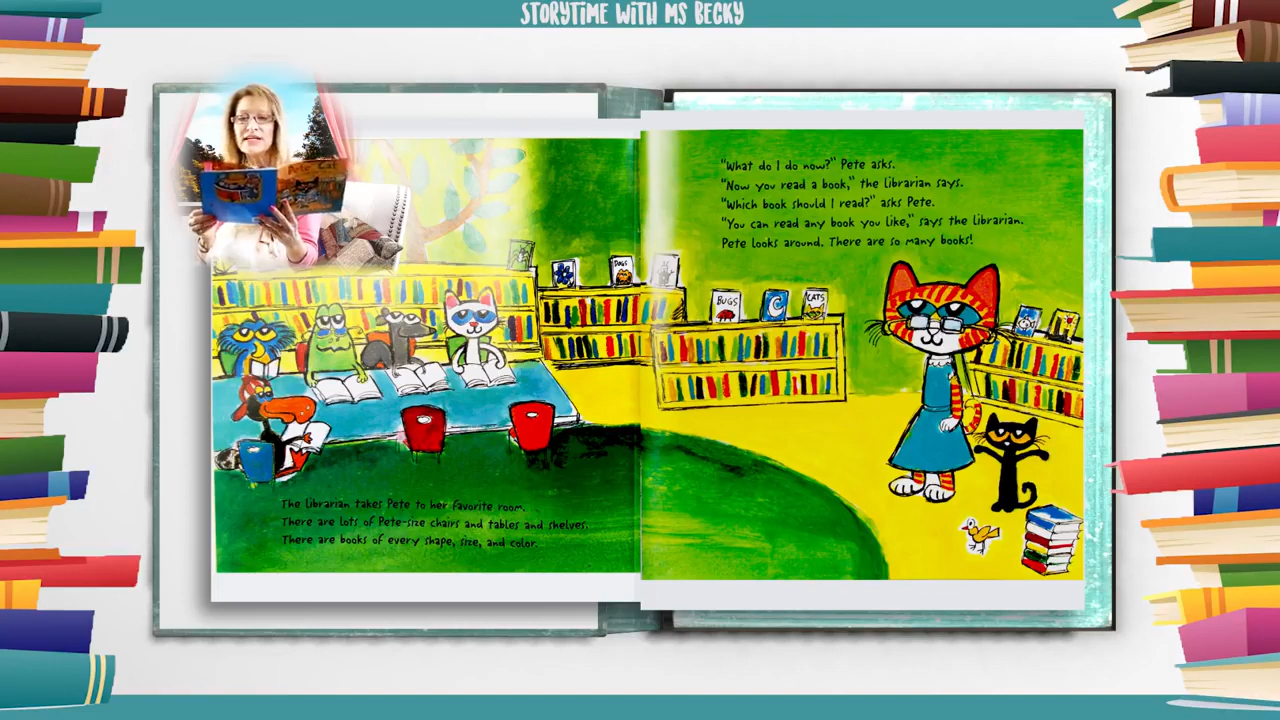 STORYTIME WITH MS BECKY
The librarian takes Pete to her favorite room.
There are lots of Pete-size chairs and tables and shelves.
There are books of every shape, size, and color.
DOGS
BUGS
CATS
"What do I do now?" Pete asks.
"Now you read a book," the librarian says.
"Which book should I read?" asks Pete.
"You can read any book you like," says the librarian.
Pete looks around. There are so many books!